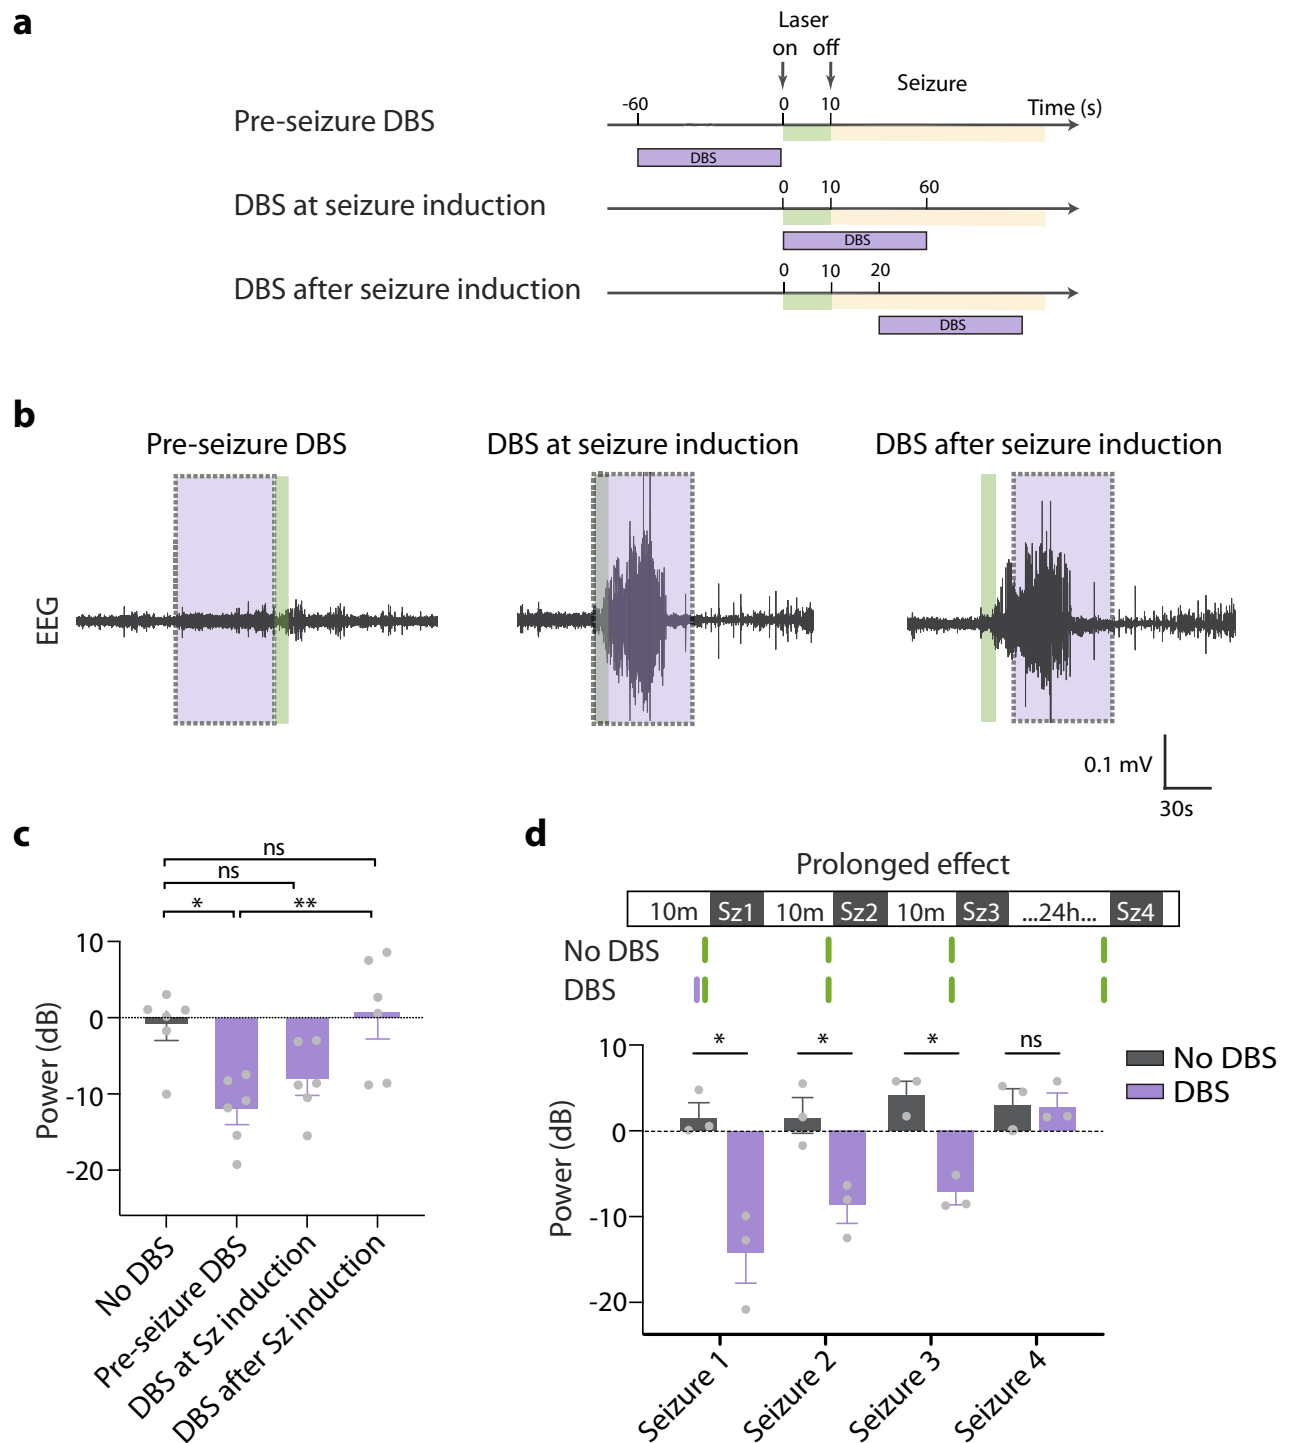 a
Laser
on off
Seizure
Pre-seizure DBS
-60 0 10 Time (s)
DBS
DBS at seizure induction
0 10 60
DBS
DBS after seizure induction
0 10 20
DBS
b
Pre-seizure DBS
DBS at seizure induction
DBS after seizure induction
EEG
0.1 mV
30s
c
ns
ns
* **
10
0
-10
-20
Power (dB)
No DBS
Pre-seizure DBS
DBS at Sz induction
DBS after Sz induction
d
Prolonged effect
10m Sz1 10m Sz2 10m Sz3 ...24h... Sz4
No DBS
DBS
* * * ns
10
0
-10
-20
Power (dB)
No DBS
DBS
Seizure 1
Seizure 2
Seizure 3
Seizure 4